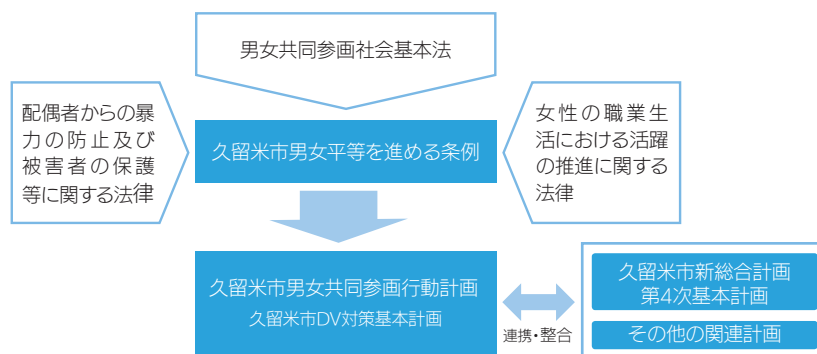 男女共同参画社会基本法
配偶者からの暴
力の防止及び
被害者の保護
等に関する法律
久留米市男女平等を進める条例
女性の職業生
活における活躍
の推進に関する
法律
久留米市男女共同参画行動計画
久留米市DV対策基本計画
連携・整合
久留米市新総合計画
第4次基本計画
その他の関連計画